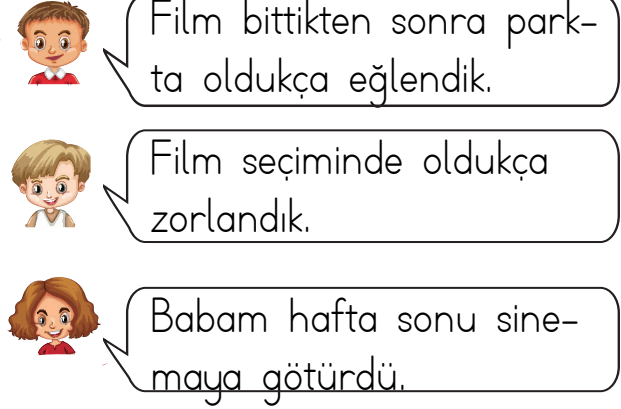 Film bittikten sonra park-
ta oldukça eğlendik.
Film seçiminde oldukça
zorlandık.
Babam hafta sonu sine-
maya götürdü.